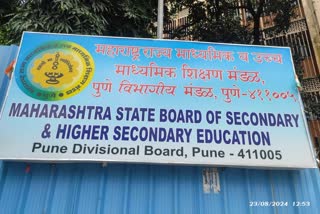 महाराष्ट्र राज्य माध्यमिक व उच्च
माध्यमिक शिक्षण मंडळ,
पुणे विभागीय मंडळ, पुणे-४११००५
MAHARASHTRA STATE BOARD OF SECONDARY
& HIGHER SECONDARY EDUCATION
Pune Divisional Board, Pune - 411005
23/08/2024 12:53